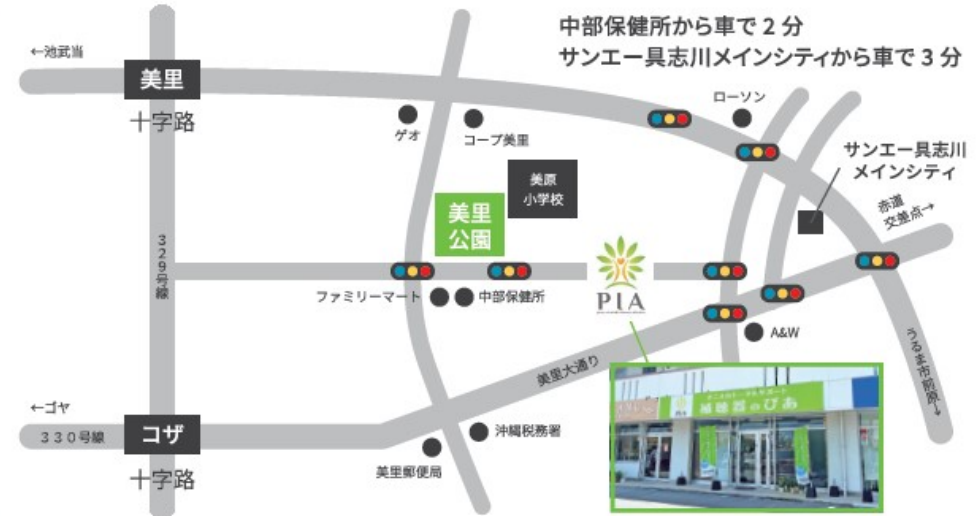 中部保健所から車で2分
サンエー具志川メインシティから車で3分
←池武当
美里
十字路
ゲオ
コープ美里
ローソン
サンエー具志川
メインシティ
美原
小学校
美里
公園
赤道
交差点→
329号線
ファミリーマート
中部保健所
PIA
A&W
美里大通り
うるま市前原→
←ゴヤ
330号線
コザ
十字路
沖縄税務署
美里郵便局
PIA
補聴器のぴあ